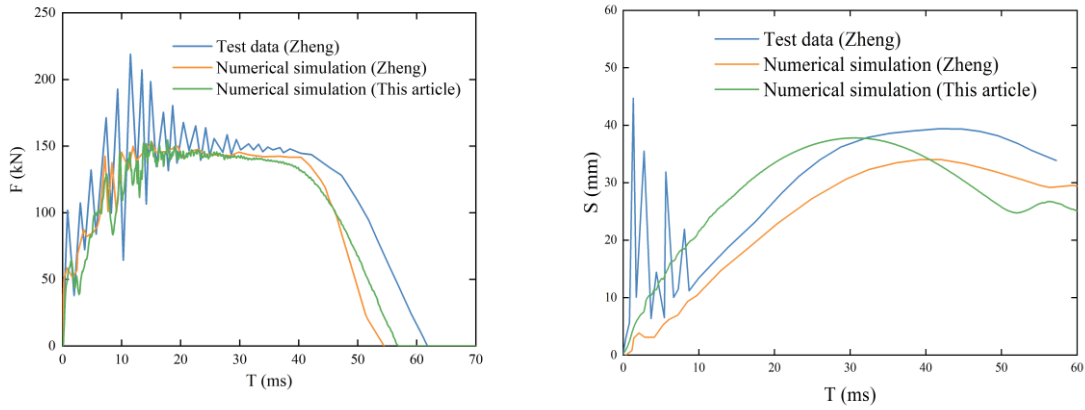 250
200
150
100
50
0
F (kN)
Test data (Zheng)
Numerical simulation (Zheng)
Numerical simulation (This article)
0 10 20 30 40 50 60 70
T (ms)
60
50
40
30
20
10
0
S (mm)
Test data (Zheng)
Numerical simulation (Zheng)
Numerical simulation (This article)
0 10 20 30 40 50 60
T (ms)